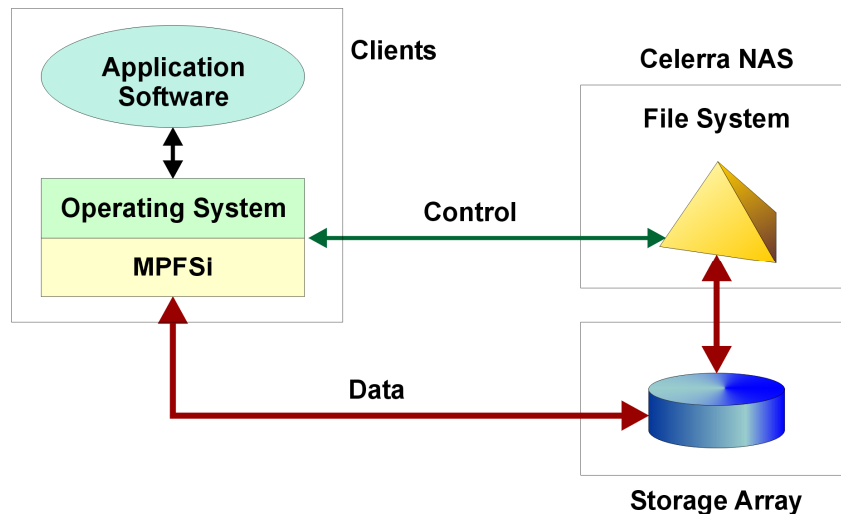 Clients
Application
Software
Operating System
MPFSi
Control
Data
Celerra NAS
File System
Storage Array